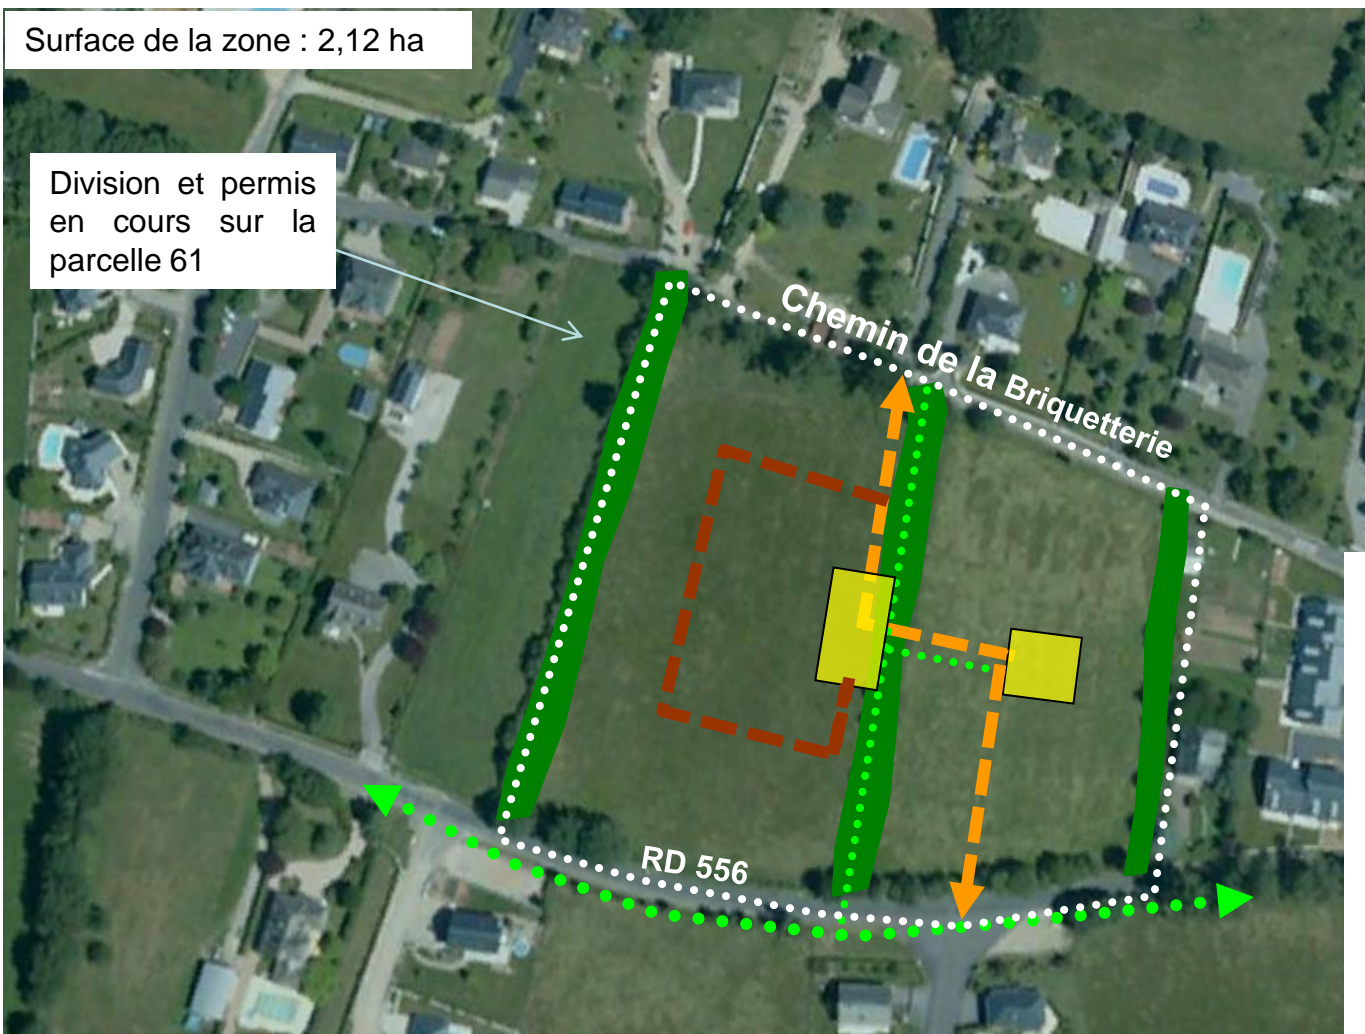 Surface de la zone : 2,12 ha
Division et permis
en cours sur la
parcelle 61
Chemin de la Briquetterie
RD 556